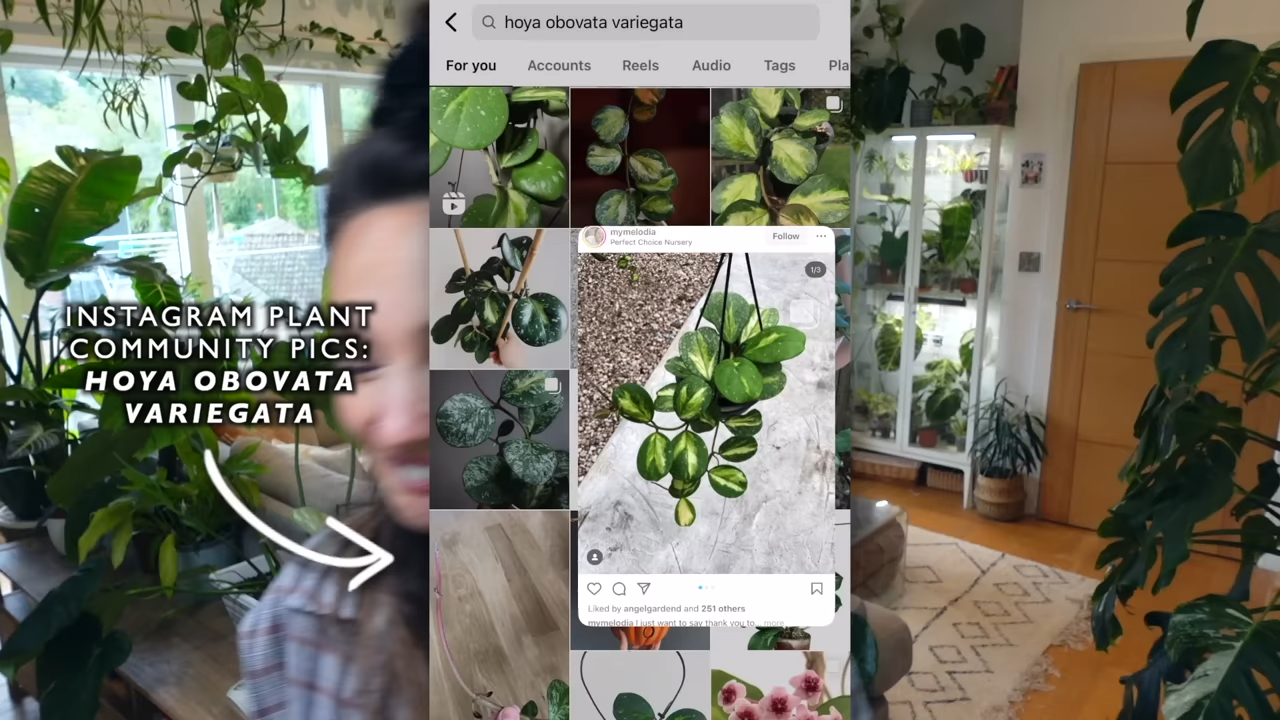 hoya obovata variegata
For you Accounts Reels Audio Tags Pla
mymelodia
Perfect Choice Nursery
Follow
1/3
INSTAGRAM PLANT
COMMUNITY PICS:
HOYA OBOVATA
VARIEGATA
Liked by angelgardend and 251 others
mymelodia I just want to say thank you to... more